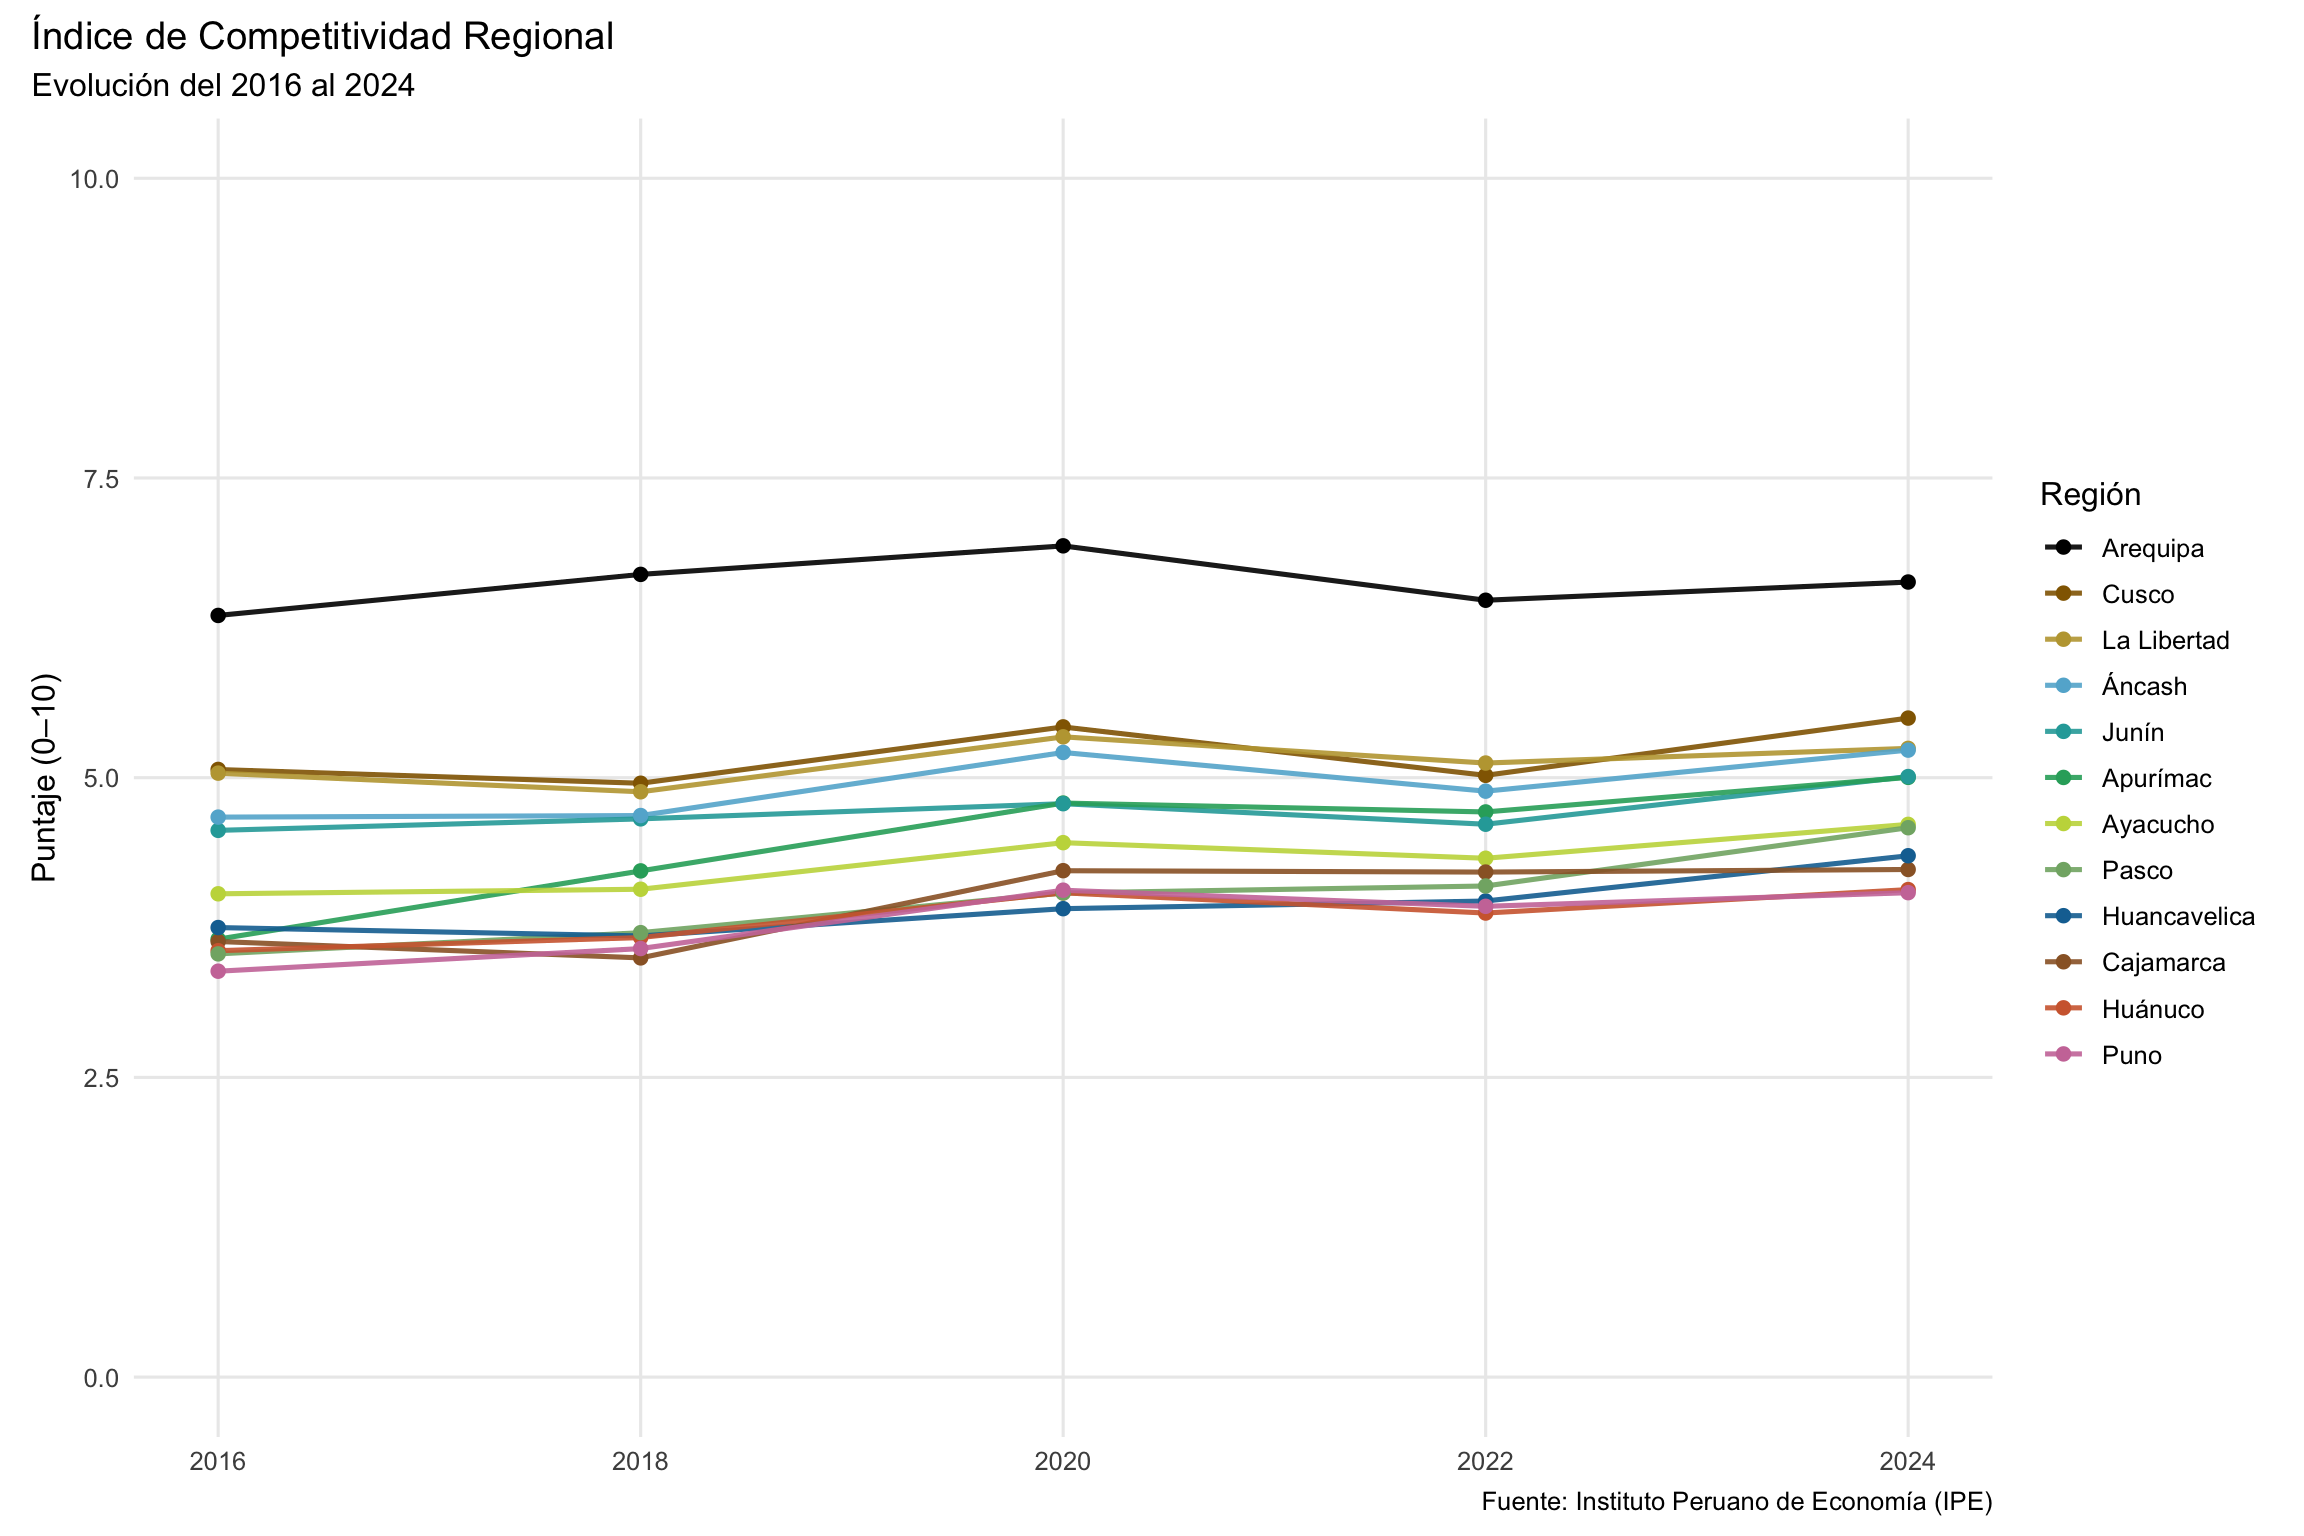 Índice de Competitividad Regional
Evolución del 2016 al 2024
Puntaje (0–10)
10.0
7.5
5.0
2.5
0.0
2016
2018
2020
2022
2024
Región
Arequipa
Cusco
La Libertad
Áncash
Junín
Apurímac
Ayacucho
Pasco
Huancavelica
Cajamarca
Huánuco
Puno
Fuente: Instituto Peruano de Economía (IPE)